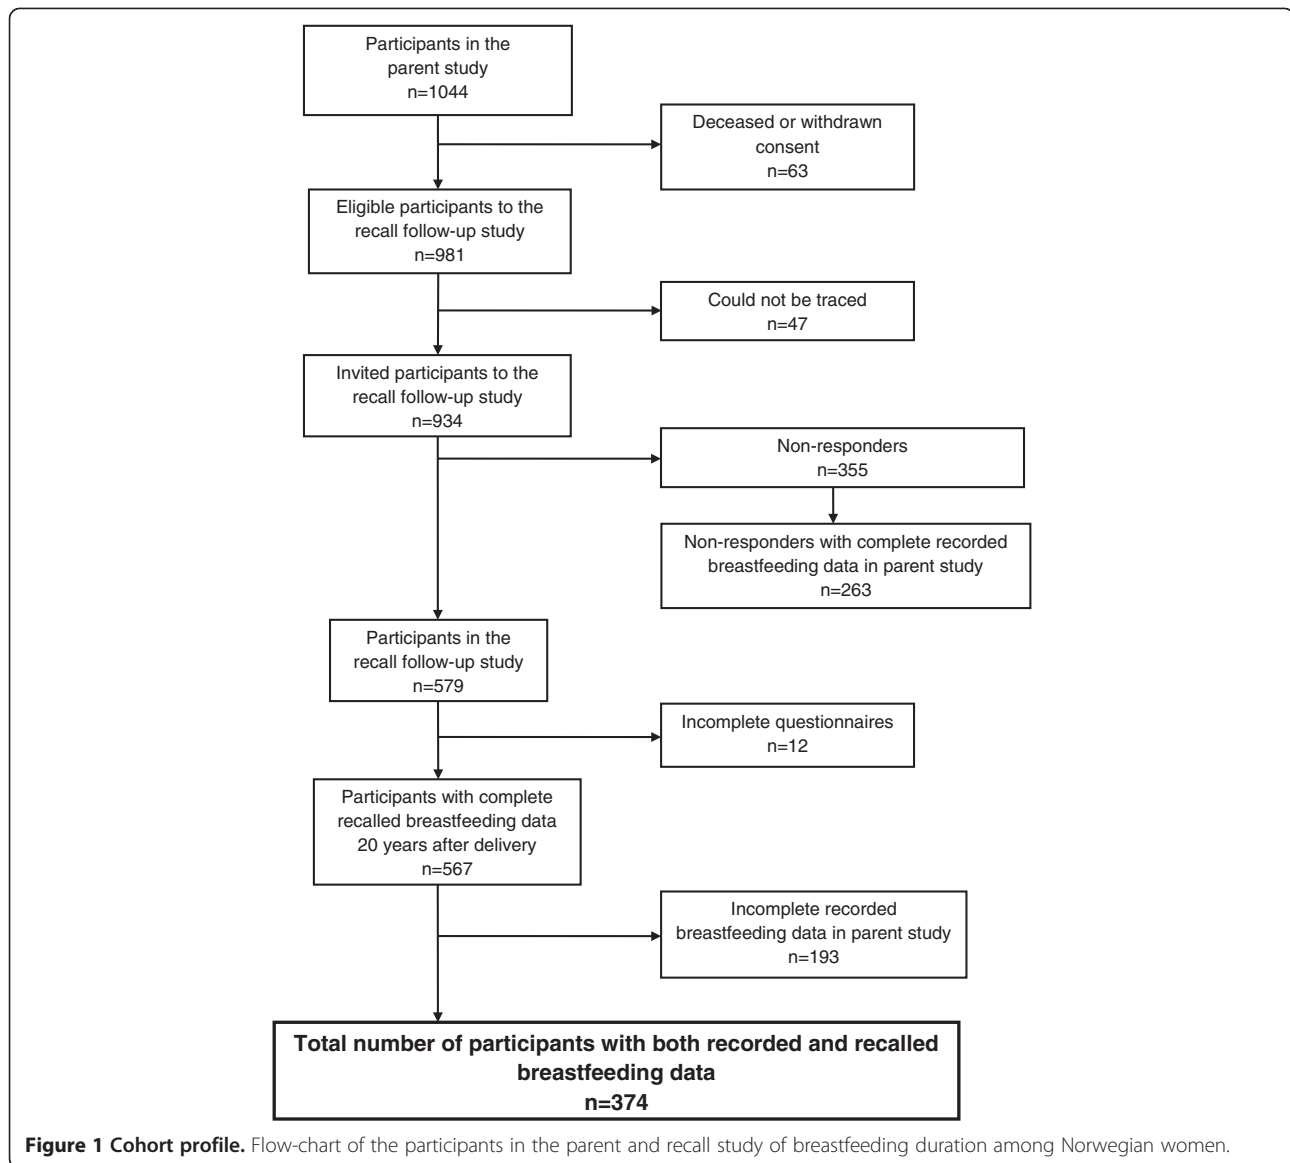 Participants in the
parent study
n=1044
Deceased or withdrawn
consent
n=63
Eligible participants to the
recall follow-up study
n=981
Could not be traced
n=47
Invited participants to the
recall follow-up study
n=934
Non-responders
n=355
Non-responders with complete recorded
breastfeeding data in parent study
n=263
Participants in the
recall follow-up study
n=579
Incomplete questionnaires
n=12
Participants with complete
recalled breastfeeding data
20 years after delivery
n=567
Incomplete recorded
breastfeeding data in parent study
n=193
Total number of participants with both recorded and recalled
breastfeeding data
n=374
Figure 1 Cohort profile. Flow-chart of the participants in the parent and recall study of breastfeeding duration among Norwegian women.